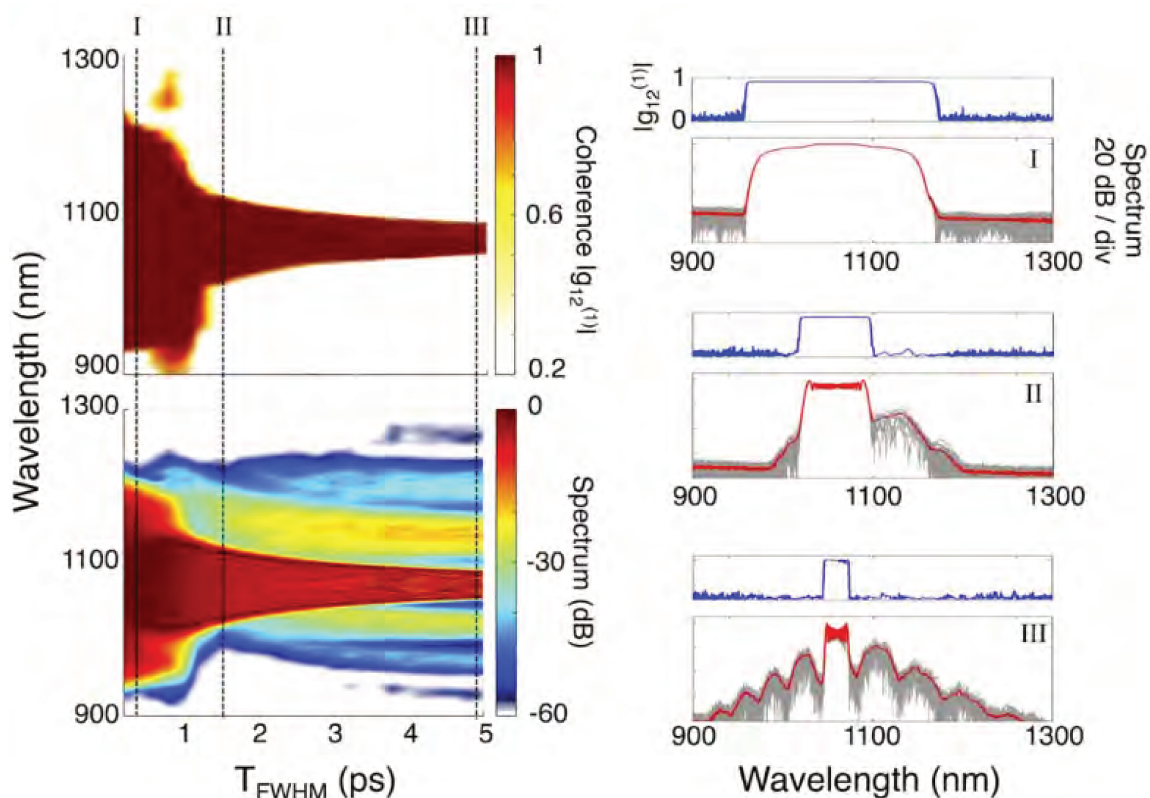 I II III
1300
1100
900
1
0.6
0.2
Coherence |g12(1)|
1300
1100
900
0
-30
-60
Spectrum (dB)
Wavelength (nm)
1 2 3 4 5
TFWHM (ps)
|g12(1)|
1
0
I
Spectrum
20 dB / div
900 1100 1300
II
900 1100 1300
III
900 1100 1300
Wavelength (nm)